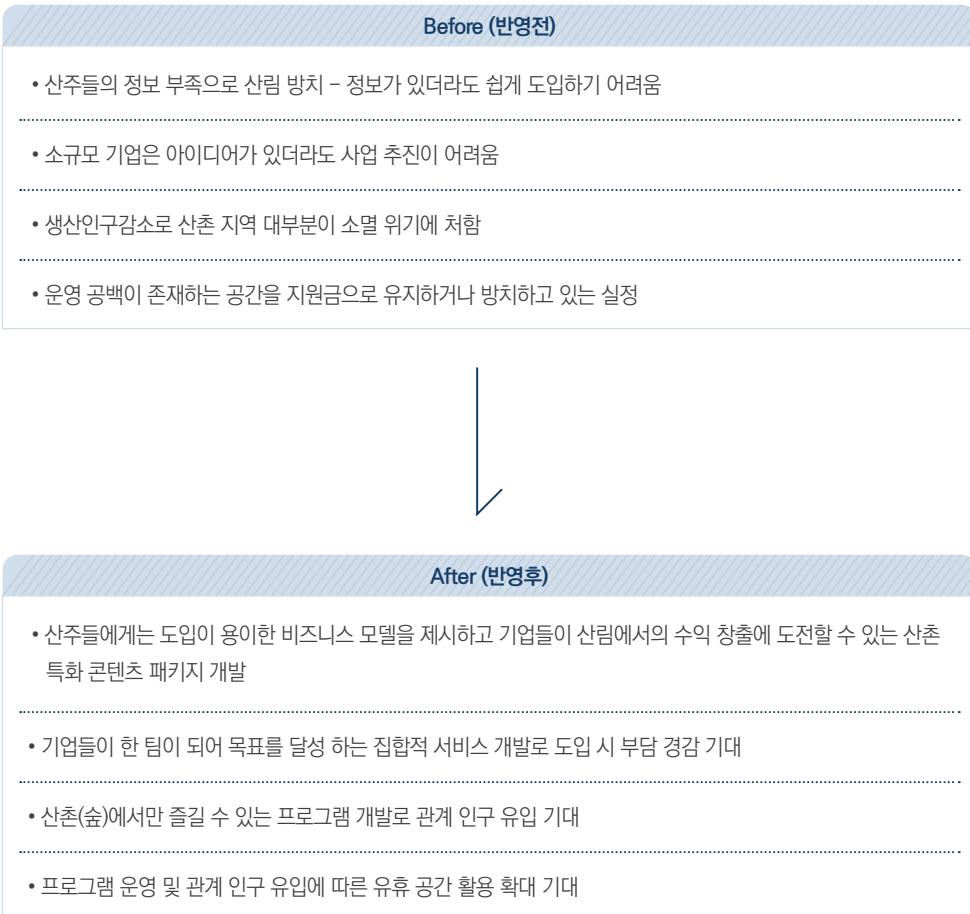 Before (반영전)
• 산주들의 정보 부족으로 산림 방치 - 정보가 있더라도 쉽게 도입하기 어려움
• 소규모 기업은 아이디어가 있더라도 사업 추진이 어려움
• 생산인구감소로 산촌 지역 대부분이 소멸 위기에 처함
• 운영 공백이 존재하는 공간을 지원금으로 유지하거나 방치하고 있는 실정
After (반영후)
• 산주들에게는 도입이 용이한 비즈니스 모델을 제시하고 기업들이 산림에서의 수익 창출에 도전할 수 있는 산촌
특화 콘텐츠 패키지 개발
• 기업들이 한 팀이 되어 목표를 달성 하는 집합적 서비스 개발로 도입 시 부담 경감 기대
• 산촌(숲)에서만 즐길 수 있는 프로그램 개발로 관계 인구 유입 기대
• 프로그램 운영 및 관계 인구 유입에 따른 유휴 공간 활용 확대 기대